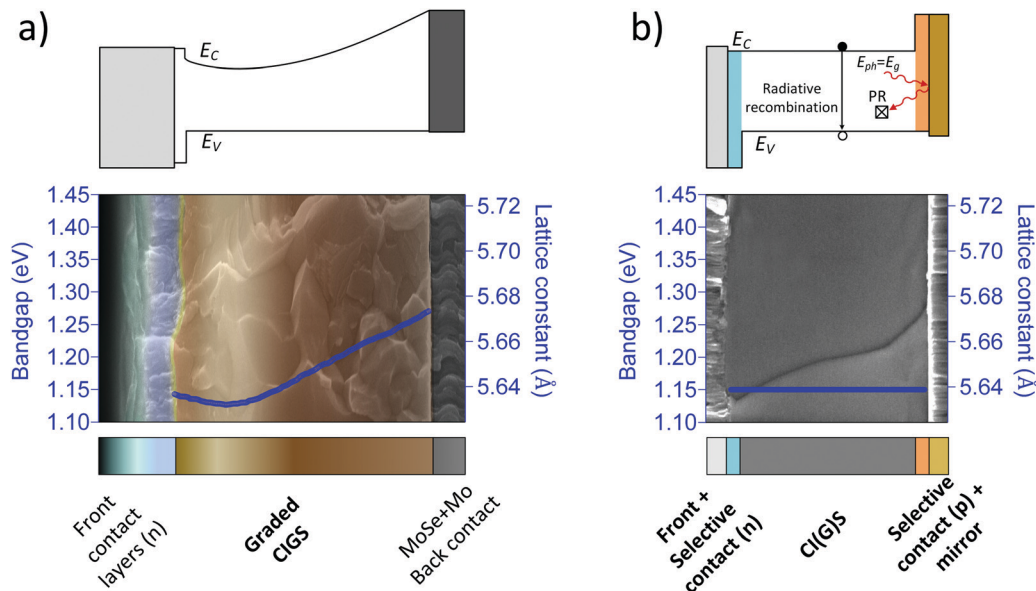 a)
E_C
E_V
1.45
1.40
1.35
1.30
1.25
1.20
1.15
1.10
Bandgap (eV)
5.72
5.70
5.68
5.66
5.64
Lattice constant (Å)
Front
contact
layers (n)
Graded
CIGS
MoSe+Mo
Back contact
b)
E_C
E_ph=E_g
Radiative
recombination
PR
E_V
1.45
1.40
1.35
1.30
1.25
1.20
1.15
1.10
Bandgap (eV)
5.72
5.70
5.68
5.66
5.64
Lattice constant (Å)
Front +
Selective
contact (n)
CI(G)S
Selective
contact (p) +
mirror